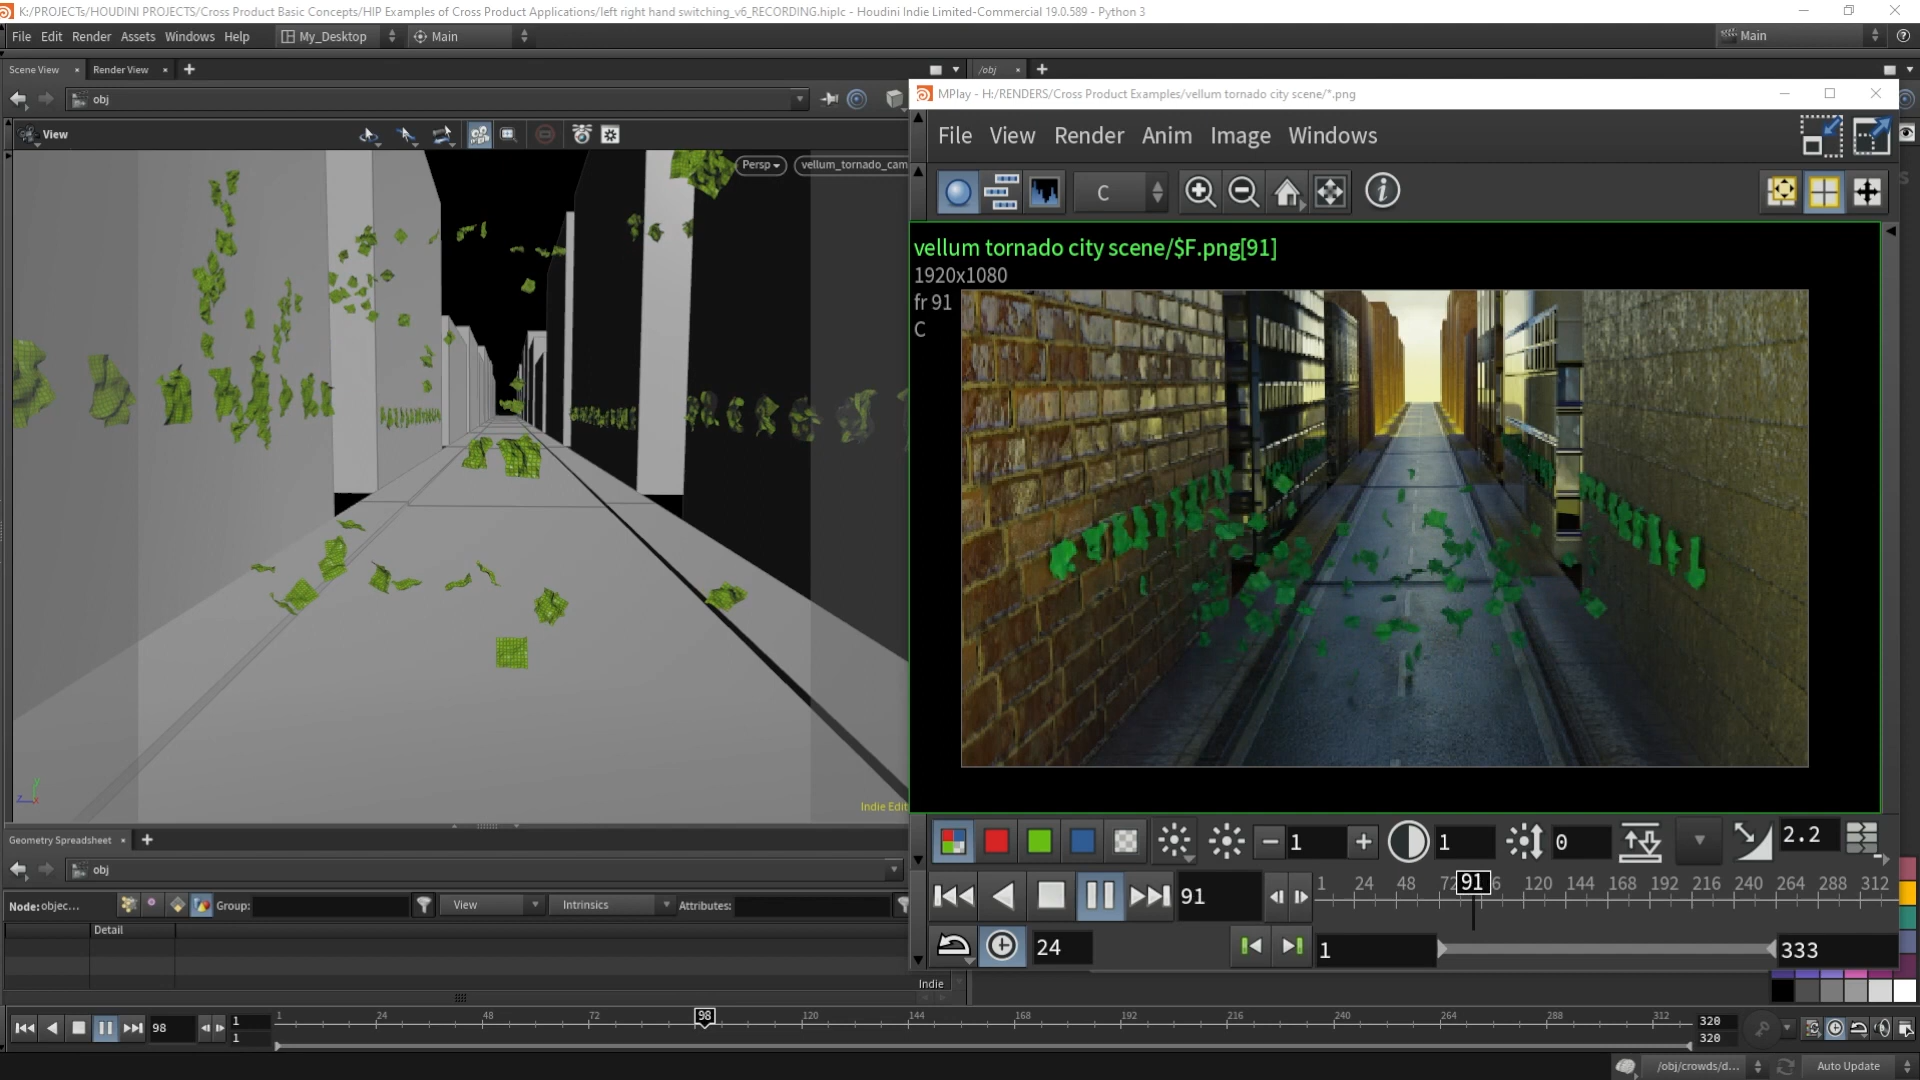 K:/PROJECTs/HOUDINI PROJECTS/Cross Product Basic Concepts/HIP Examples of Cross Product Applications/left right hand switching_v6_RECORDING.hiplc - Houdini Indie Limited-Commercial 19.0.589 - Python 3
File Edit Render Assets Windows Help My_Desktop Main Main
Scene View Render View /obj
obj
MPlay - H:/RENDERS/Cross Product Examples/vellum tornado city scene/*.png
View
File View Render Anim Image Windows
Persp vellum_tornado_cam
C
vellum tornado city scene/$F.png[91]
1920x1080
fr 91
C
Indie Edit
Geometry Spreadsheet
1 1 0 2.2
obj
91 1 24 48 72 91 6 120 144 168 192 216 240 264 288 312
Node: objec... Group: View Intrinsics Attributes:
Detail
24 1 333
Indie
98 1 1 24 48 72 98 120 144 168 192 216 240 264 288 312 320
1 320
/obj/crowds/d... Auto Update